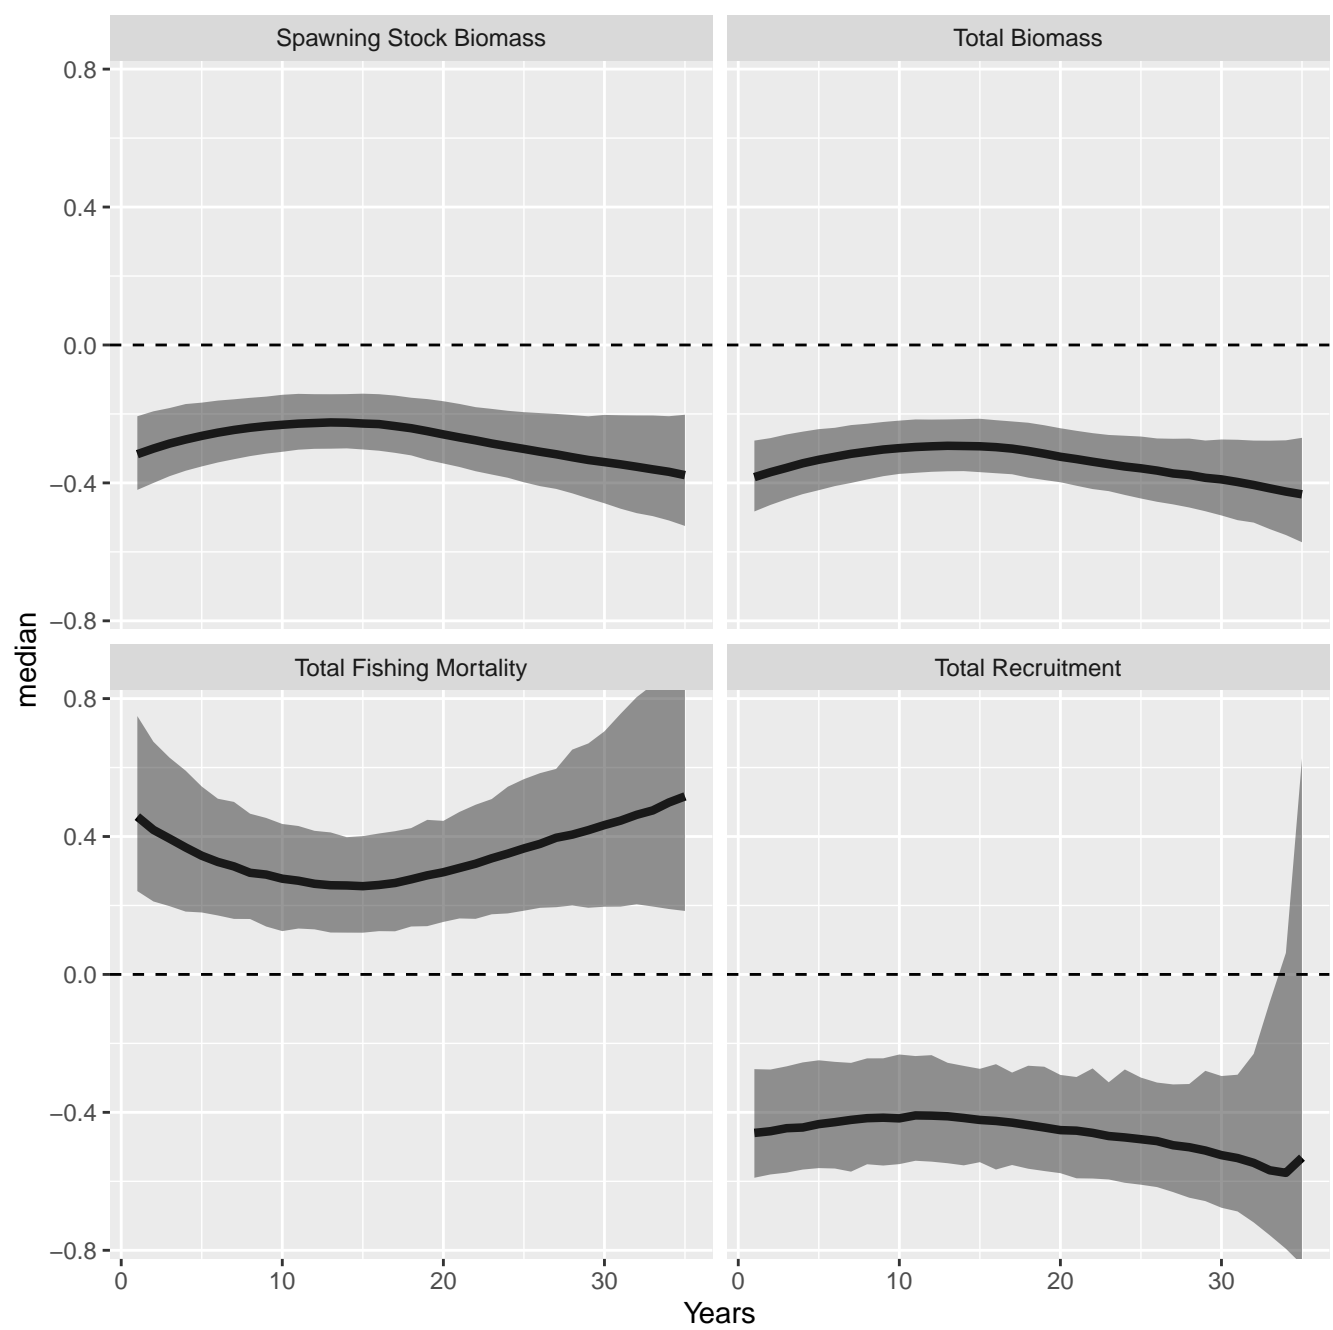 Spawning Stock Biomass
Total Biomass
0.8
0.4
0.0
−0.4
−0.8
Total Fishing Mortality
Total Recruitment
0.8
0.4
0.0
−0.4
−0.8
median
0 10 20 30
0 10 20 30
Years